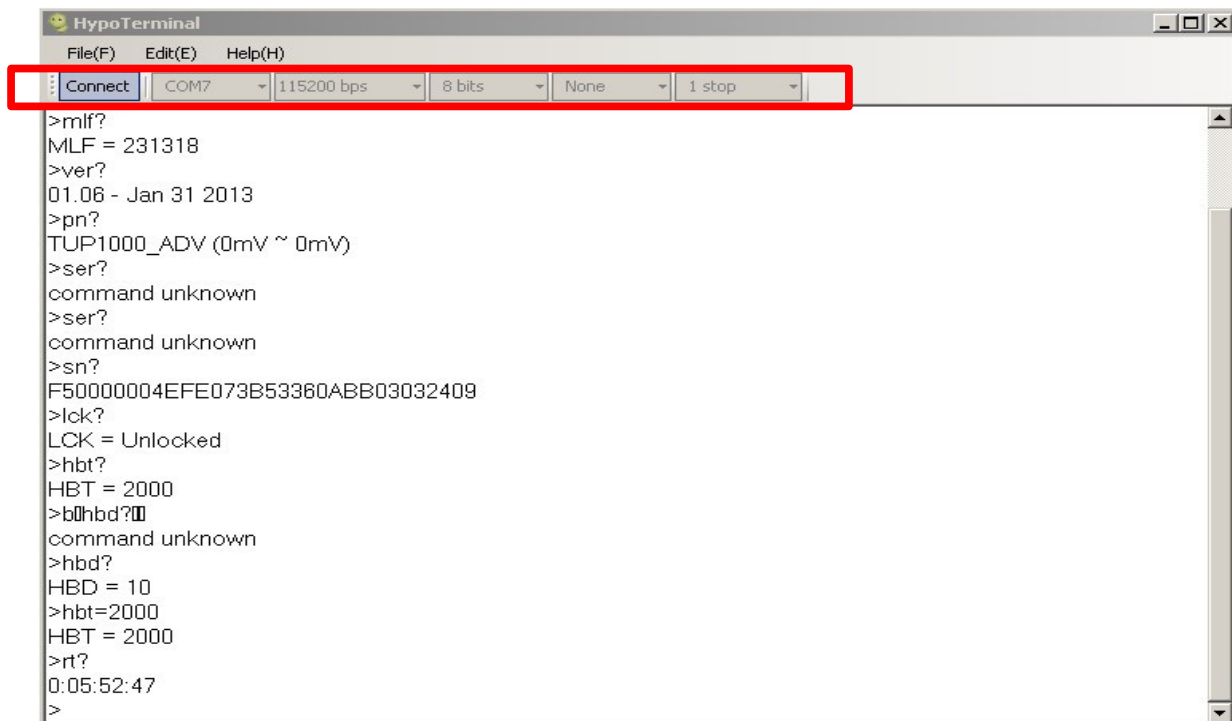 HypoTerminal
File(F) Edit(E) Help(H)
Connect COM7 115200 bps 8 bits None 1 stop
>mlf?
MLF = 231318
>ver?
01.06 - Jan 31 2013
>pn?
TUP1000_ADV (0mV ~ 0mV)
>ser?
command unknown
>ser?
command unknown
>sn?
F50000004EFE073B53360ABB03032409
>lck?
LCK = Unlocked
>hbt?
HBT = 2000
>b▯hbd?▯▯
command unknown
>hbd?
HBD = 10
>hbt=2000
HBT = 2000
>rt?
0:05:52:47
>